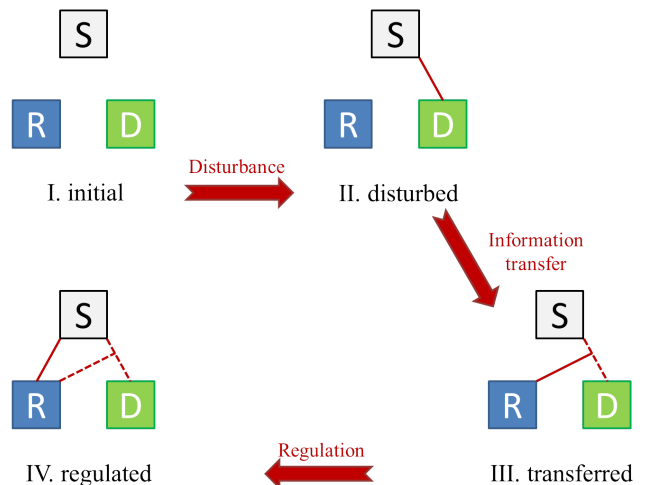 S
S
R
D
R
D
Disturbance
I. initial
II. disturbed
Information
transfer
S
S
R
D
R
D
Regulation
IV. regulated
III. transferred